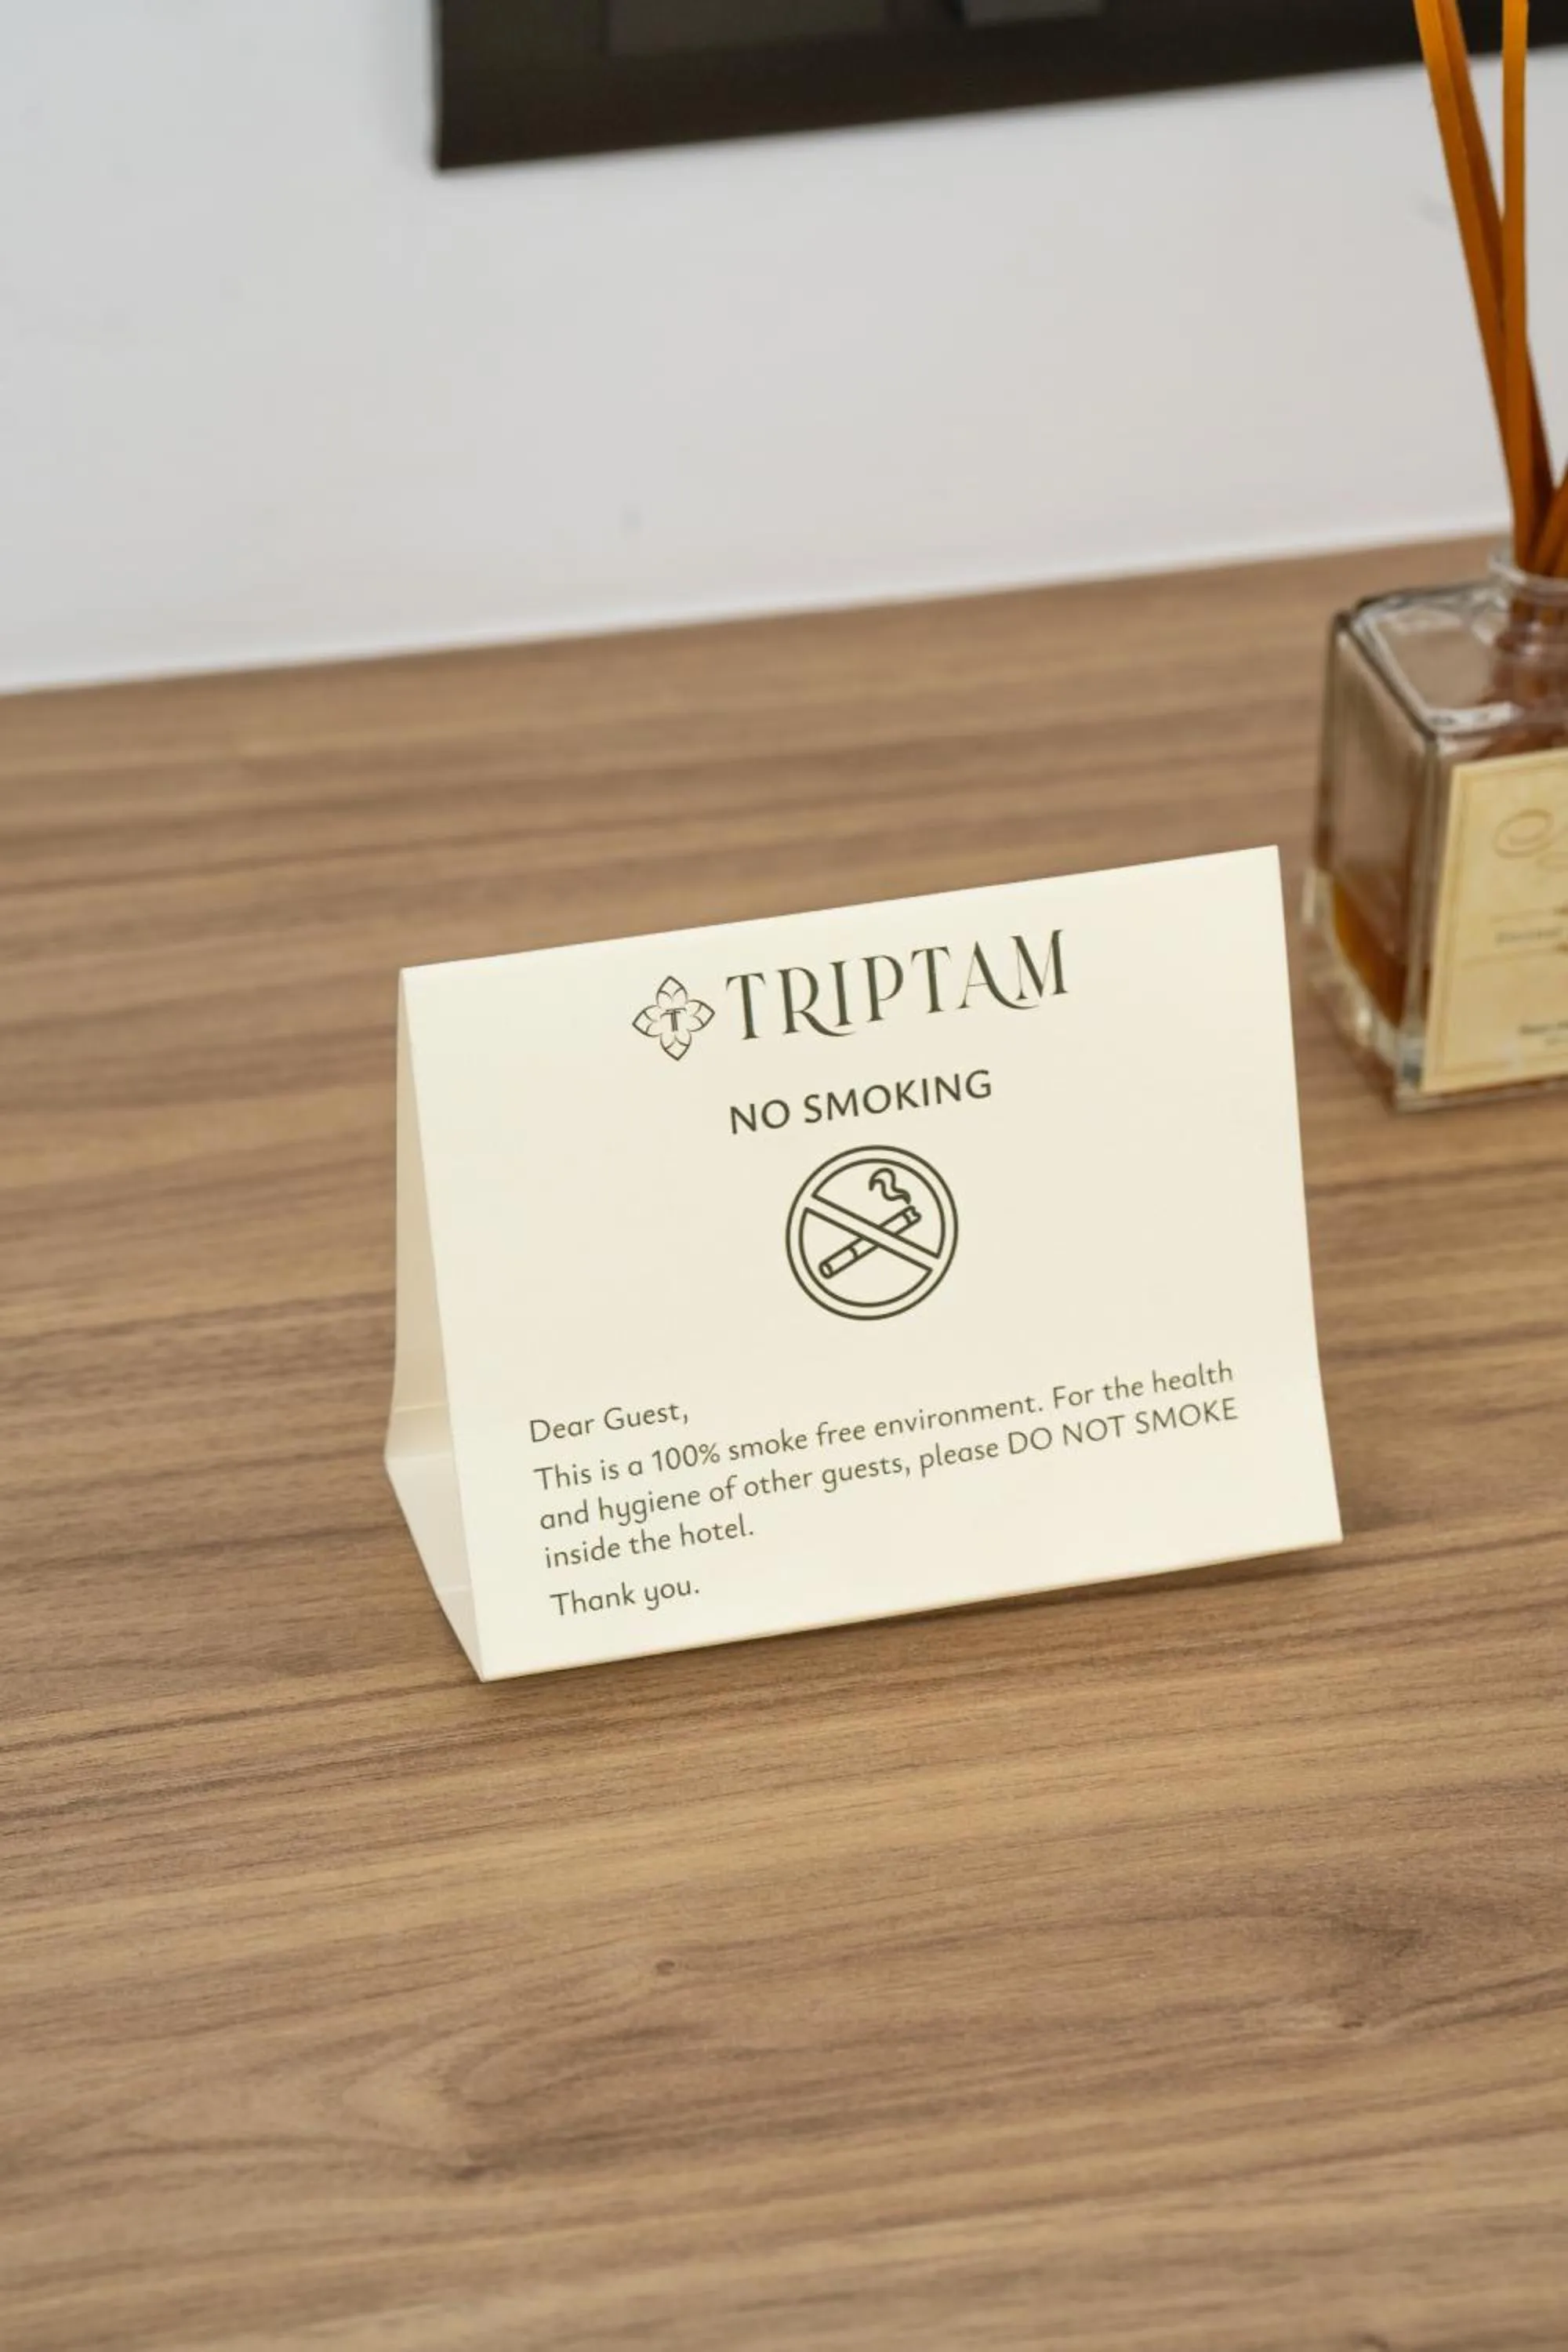 T TRIPTAM
NO SMOKING
Dear Guest,
This is a 100% smoke free environment. For the health
and hygiene of other guests, please DO NOT SMOKE
inside the hotel.
Thank you.